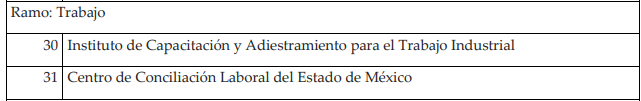 Ramo: Trabajo
30 Instituto de Capacitación y Adiestramiento para el Trabajo Industrial
31 Centro de Conciliación Laboral del Estado de México